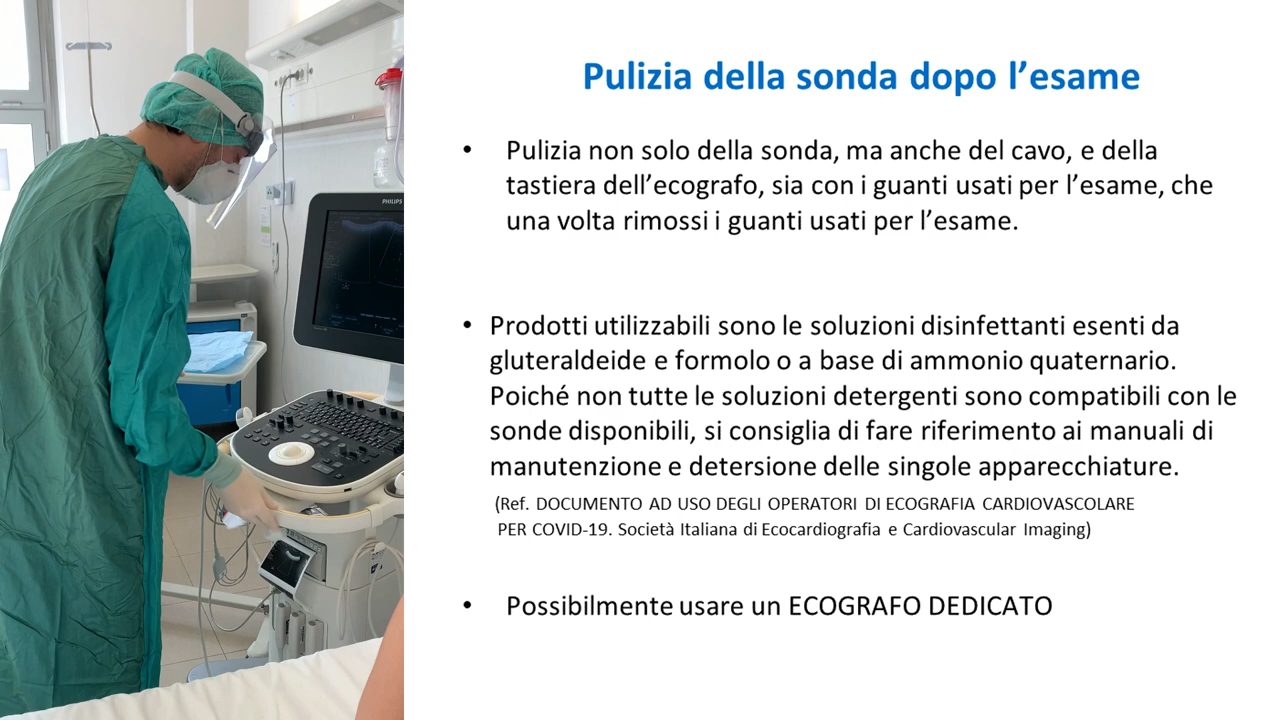 Pulizia della sonda dopo l’esame
• Pulizia non solo della sonda, ma anche del cavo, e della
tastiera dell’ecografo, sia con i guanti usati per l’esame, che
una volta rimossi i guanti usati per l’esame.
PHILIPS
• Prodotti utilizzabili sono le soluzioni disinfettanti esenti da
gluteraldeide e formolo o a base di ammonio quaternario.
Poiché non tutte le soluzioni detergenti sono compatibili con le
sonde disponibili, si consiglia di fare riferimento ai manuali di
manutenzione e detersione delle singole apparecchiature.
(Ref. DOCUMENTO AD USO DEGLI OPERATORI DI ECOGRAFIA CARDIOVASCOLARE
PER COVID-19. Società Italiana di Ecocardiografia e Cardiovascular Imaging)
• Possibilmente usare un ECOGRAFO DEDICATO